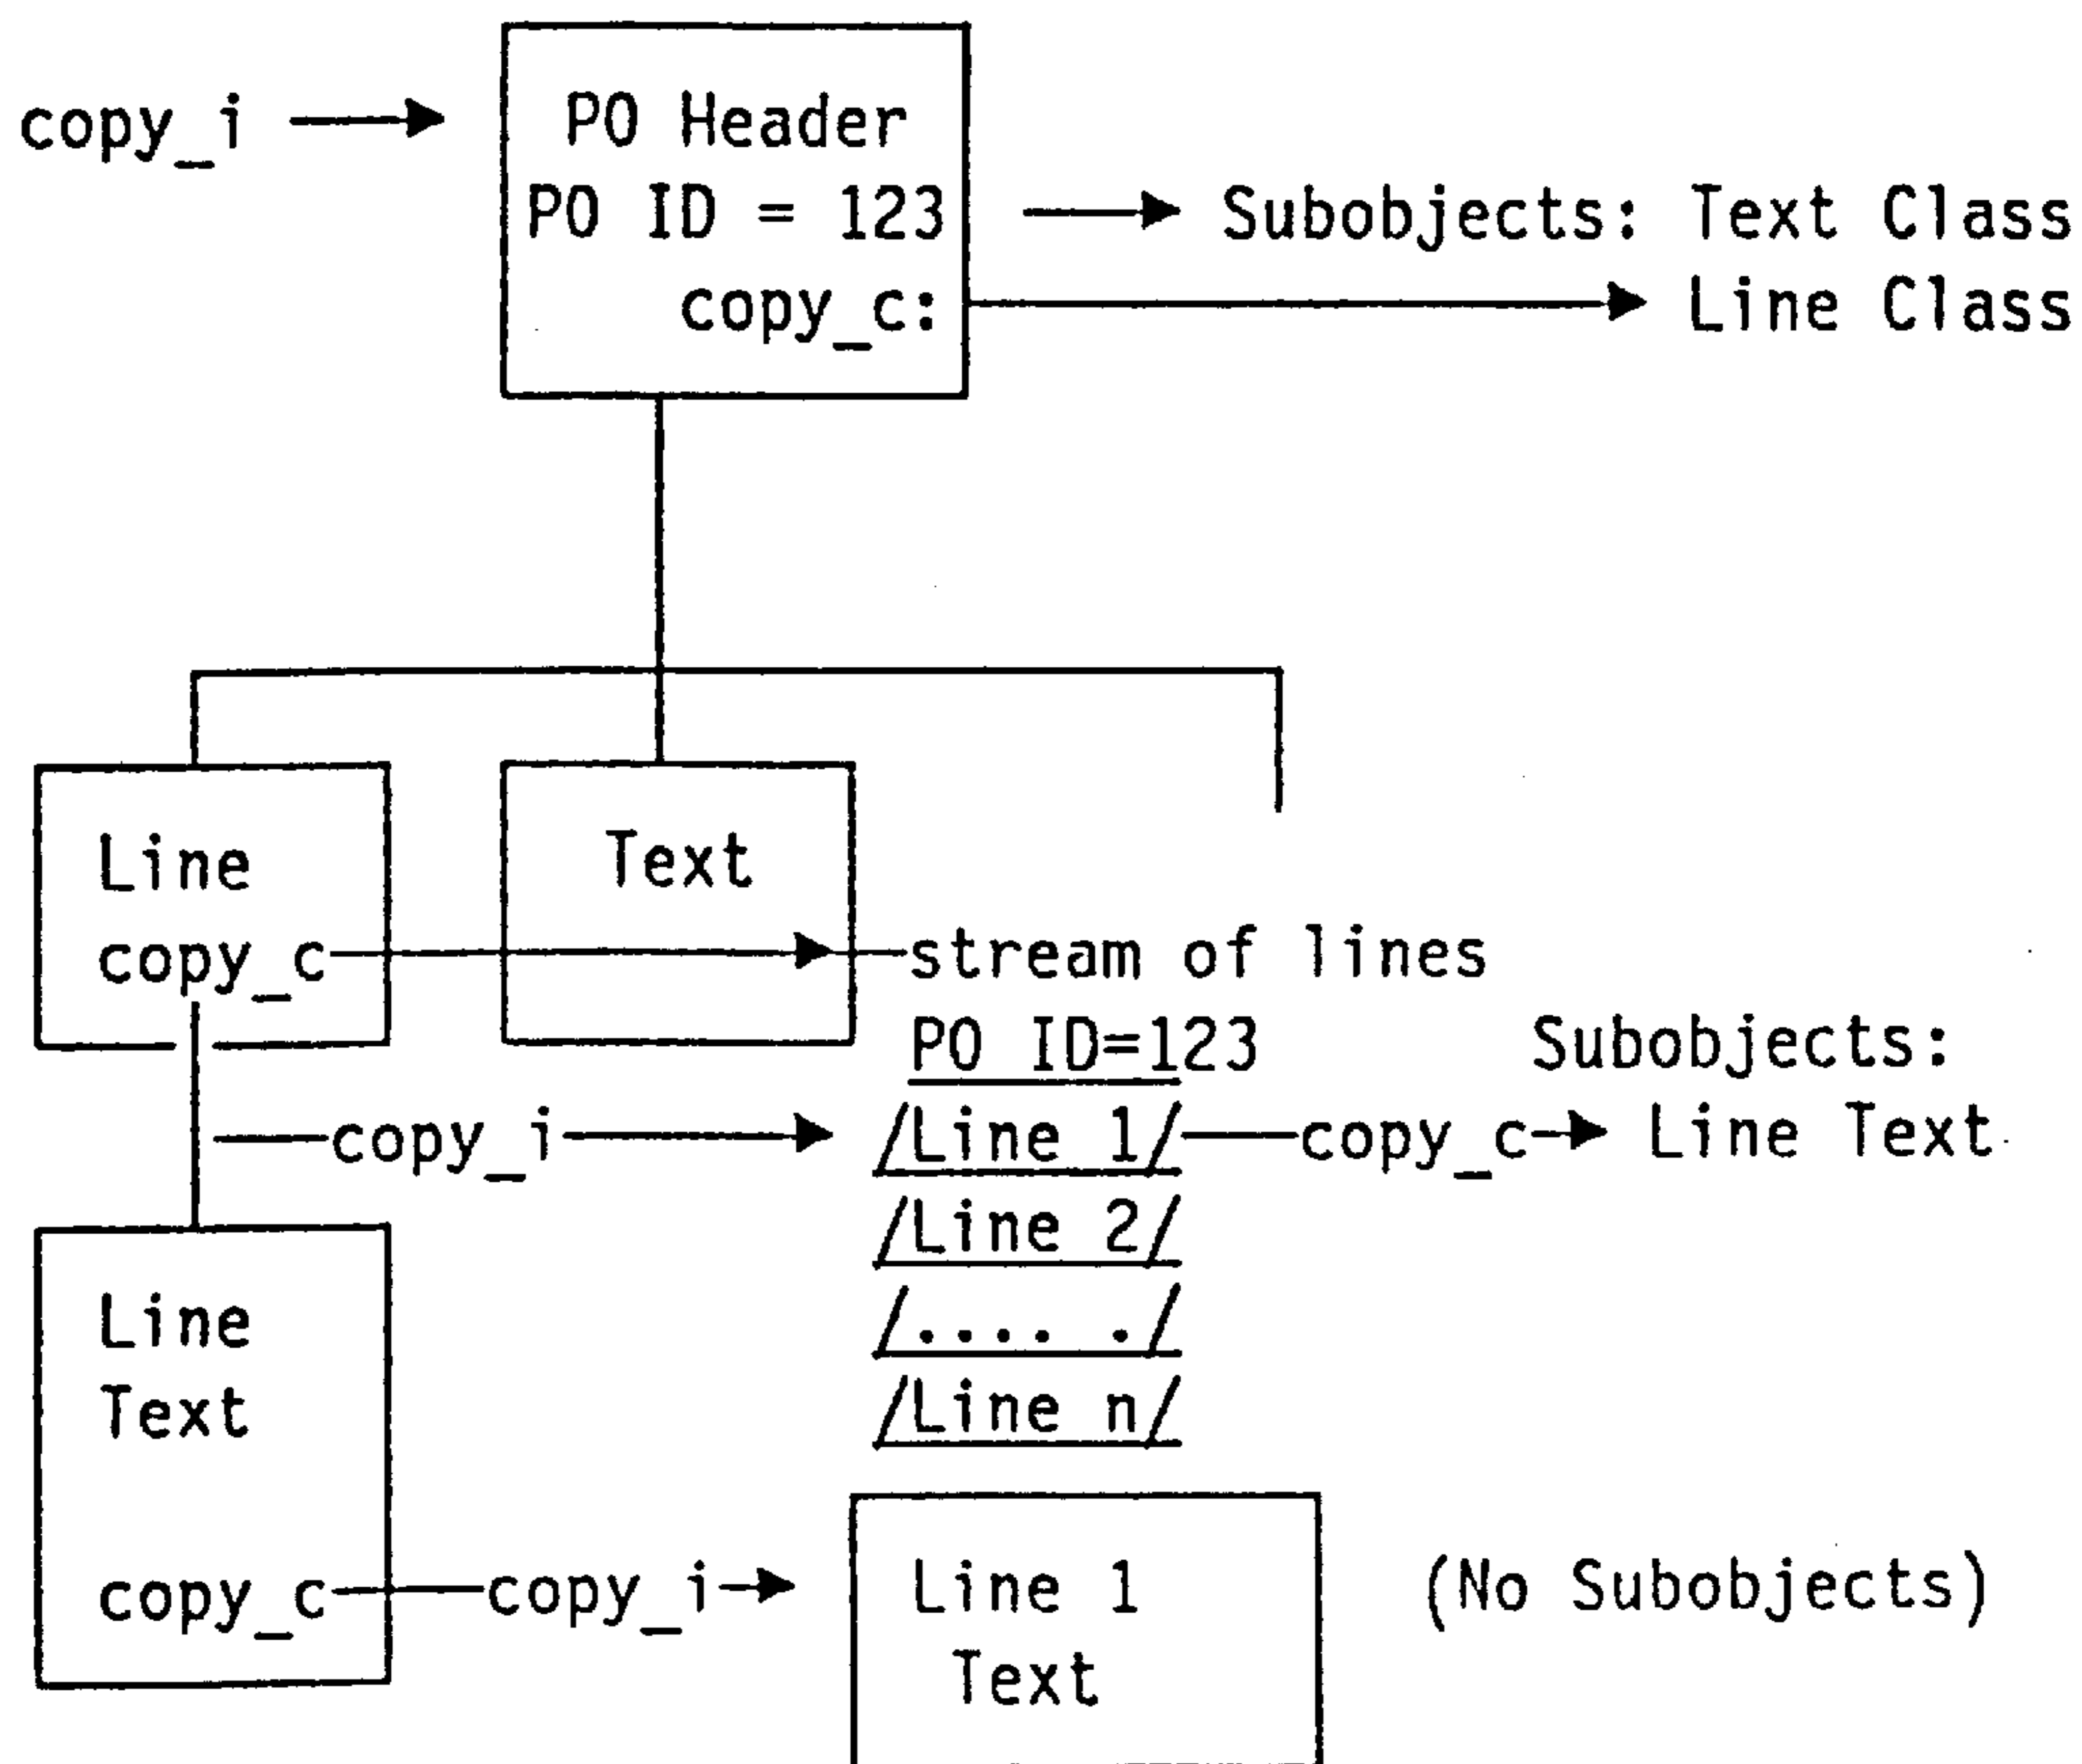 copy_i
PO Header
PO ID = 123
copy_c:
Subobjects: Text Class
Line Class
Line
copy_c
Text
stream of lines
PO ID=123
Subobjects:
copy_i
/Line 1/
copy_c
Line Text
/Line 2/
/.... ./
/Line n/
Line
Text
copy_c
copy_i
Line 1
Text
(No Subobjects)